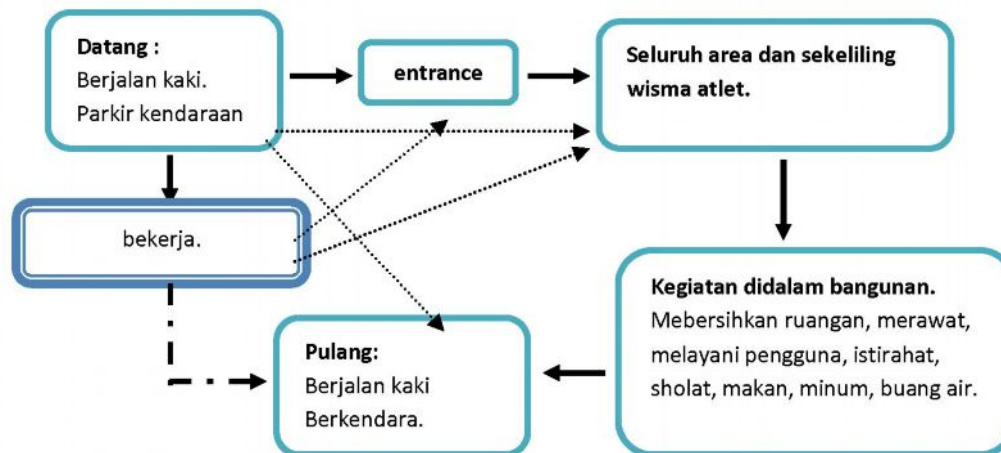 Datang :
Berjalan kaki.
Parkir kendaraan
entrance
Seluruh area dan sekeliling
wisma atlet.
bekerja.
Kegiatan didalam bangunan.
Mebersihkan ruangan, merawat,
melayani pengguna, istirahat,
sholat, makan, minum, buang air.
Pulang:
Berjalan kaki
Berkendara.